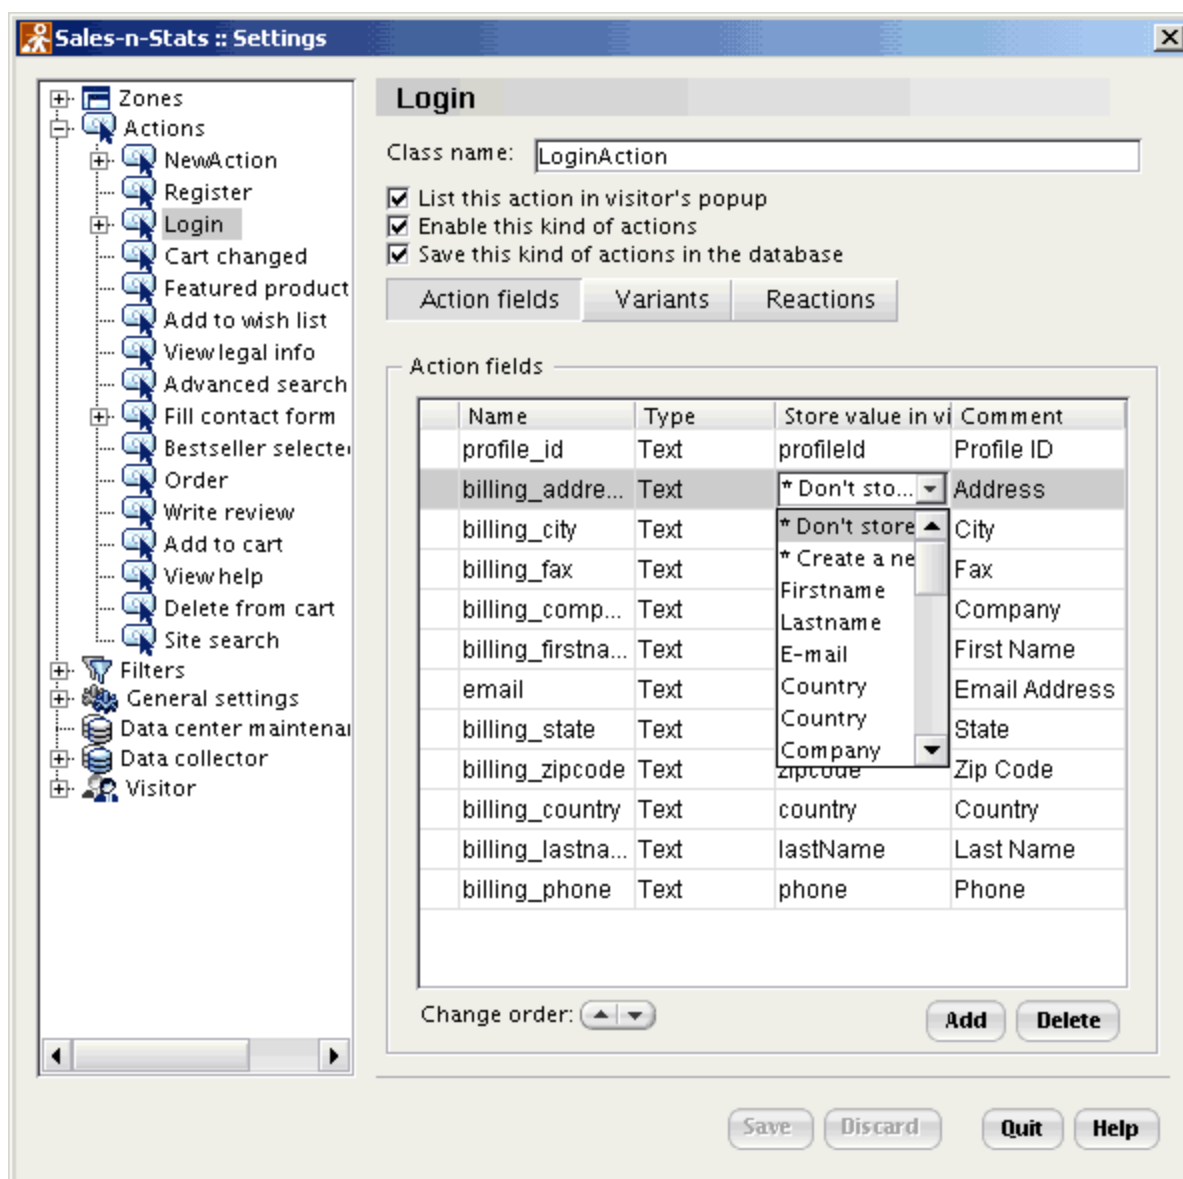 Sales-n-Stats :: Settings
Zones
Actions
NewAction
Register
Login
Cart changed
Featured product
Add to wish list
View legal info
Advanced search
Fill contact form
Bestseller selecte
Order
Write review
Add to cart
View help
Delete from cart
Site search
Filters
General settings
Data center maintena
Data collector
Visitor
Login
Class name: LoginAction
List this action in visitor's popup
Enable this kind of actions
Save this kind of actions in the database
Action fields Variants Reactions
Action fields
Name Type Store value in vi Comment
profile_id Text profileId Profile ID
billing_addre... Text * Don't sto... Address
billing_city Text * Don't store City
billing_fax Text * Create a ne Fax
Firstname
billing_comp... Text Lastname Company
billing_firstna... Text E-mail First Name
email Text Country Email Address
billing_state Text Country State
Company
billing_zipcode Text zipcode Zip Code
billing_country Text country Country
billing_lastna... Text lastName Last Name
billing_phone Text phone Phone
Change order: Add Delete
Save Discard Quit Help